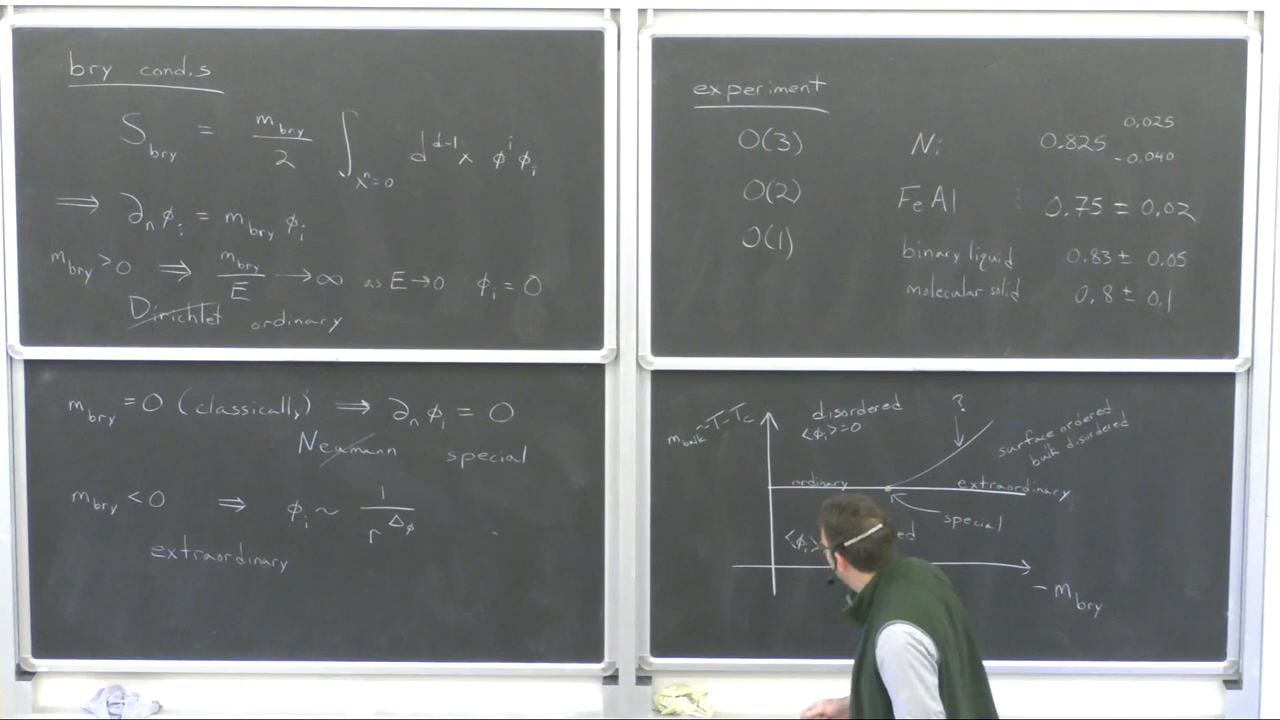 bry cond.s
S_bry = m_bry/2 ∫_{x^n=0} d^{d-1}x φ^i φ_i
⟹ ∂_n φ_i = m_bry φ_i
m_bry > 0 ⟹ m_bry/E → ∞ as E→0 φ_i = 0
Dirichlet ordinary
m_bry = 0 (classically) ⟹ ∂_n φ_i = 0
Neumann special
m_bry < 0 ⟹ φ_i ~ 1/r^{Δ_φ}
extraordinary
experiment
O(3) Ni 0.825 0,025 -0.040
O(2) FeAl 0.75 ± 0.02
O(1) binary liquid 0.83 ± 0.05
molecular solid 0.8 ± 0.1
m_bulk ~ T-T_c
disordered
⟨φ_i⟩=0
?
surface ordered
bulk disordered
ordinary
extraordinary
special
⟨φ_i⟩
ed
-m_bry